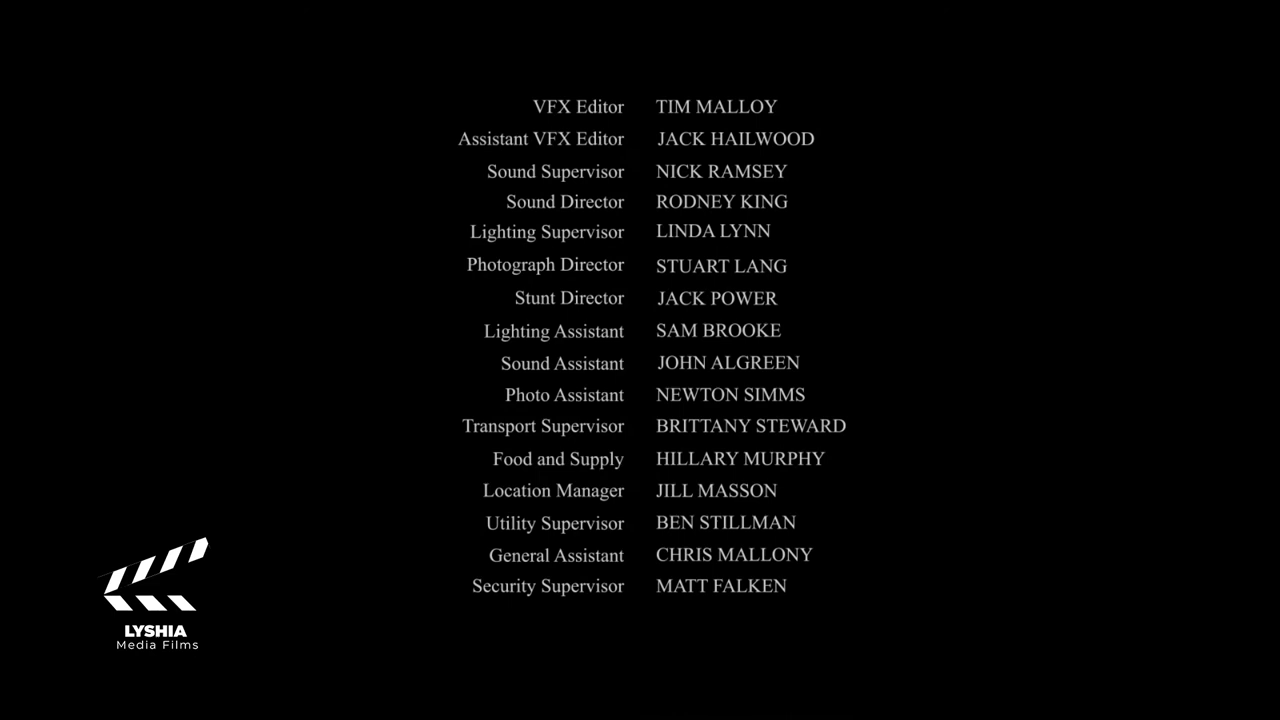 VFX Editor TIM MALLOY
Assistant VFX Editor JACK HAILWOOD
Sound Supervisor NICK RAMSEY
Sound Director RODNEY KING
Lighting Supervisor LINDA LYNN
Photograph Director STUART LANG
Stunt Director JACK POWER
Lighting Assistant SAM BROOKE
Sound Assistant JOHN ALGREEN
Photo Assistant NEWTON SIMMS
Transport Supervisor BRITTANY STEWARD
Food and Supply HILLARY MURPHY
Location Manager JILL MASSON
Utility Supervisor BEN STILLMAN
General Assistant CHRIS MALLONY
Security Supervisor MATT FALKEN
LYSHIA
Media Films